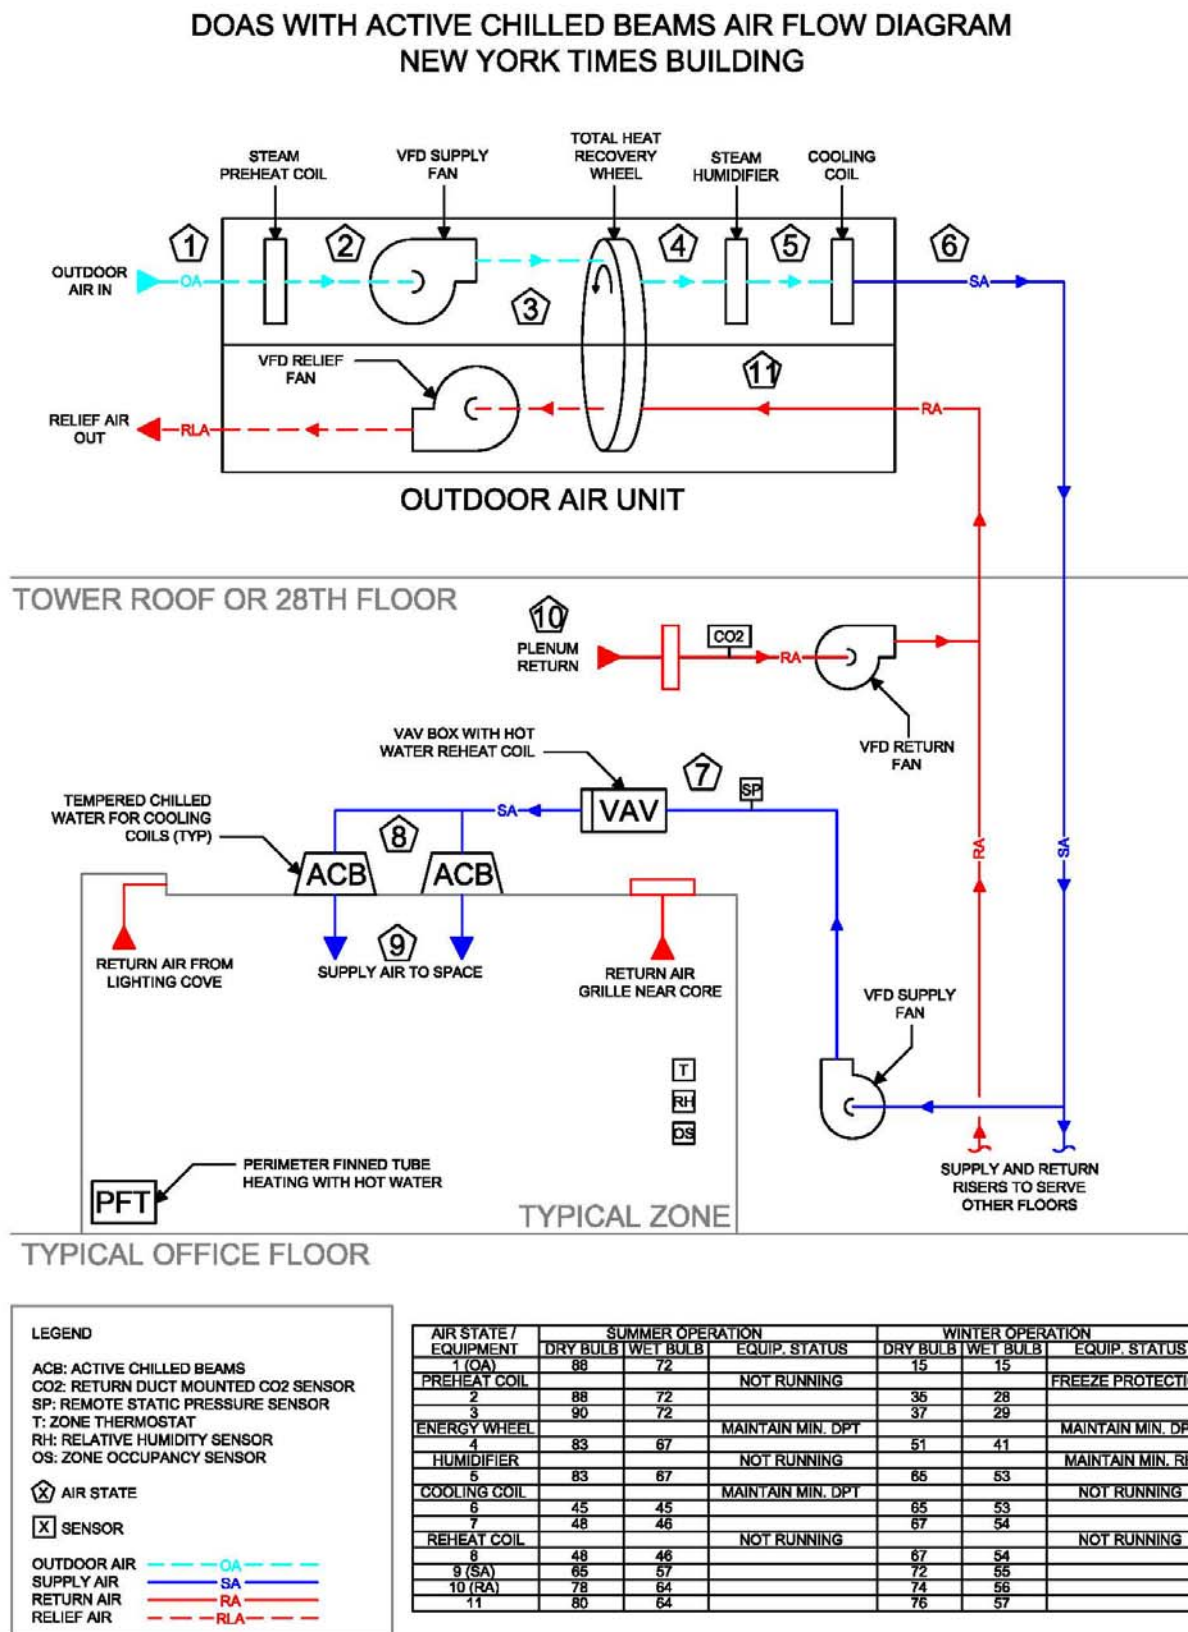 DOAS WITH ACTIVE CHILLED BEAMS AIR FLOW DIAGRAM
NEW YORK TIMES BUILDING
STEAM
PREHEAT COIL
VFD SUPPLY
FAN
TOTAL HEAT
RECOVERY
WHEEL
STEAM
HUMIDIFIER
COOLING
COIL
1
2
3
4
5
6
OUTDOOR
AIR IN
OA
SA
VFD RELIEF
FAN
11
RELIEF AIR
OUT
RLA
RA
OUTDOOR AIR UNIT
TOWER ROOF OR 28TH FLOOR
10
PLENUM
RETURN
CO2
RA
VFD RETURN
FAN
VAV BOX WITH HOT
WATER REHEAT COIL
7
SP
TEMPERED CHILLED
WATER FOR COOLING
COILS (TYP)
SA
VAV
8
ACB
ACB
RA
SA
9
RETURN AIR FROM
LIGHTING COVE
SUPPLY AIR TO SPACE
RETURN AIR
GRILLE NEAR CORE
VFD SUPPLY
FAN
T
RH
OS
PERIMETER FINNED TUBE
HEATING WITH HOT WATER
PFT
TYPICAL ZONE
SUPPLY AND RETURN
RISERS TO SERVE
OTHER FLOORS
TYPICAL OFFICE FLOOR
LEGEND
ACB: ACTIVE CHILLED BEAMS
CO2: RETURN DUCT MOUNTED CO2 SENSOR
SP: REMOTE STATIC PRESSURE SENSOR
T: ZONE THERMOSTAT
RH: RELATIVE HUMIDITY SENSOR
OS: ZONE OCCUPANCY SENSOR
X AIR STATE
X SENSOR
OUTDOOR AIR OA
SUPPLY AIR SA
RETURN AIR RA
RELIEF AIR RLA
AIR STATE / SUMMER OPERATION WINTER OPERATION
EQUIPMENT DRY BULB WET BULB EQUIP. STATUS DRY BULB WET BULB EQUIP. STATUS
1 (OA) 88 72 15 15
PREHEAT COIL NOT RUNNING FREEZE PROTECTI
2 88 72 35 28
3 90 72 37 29
ENERGY WHEEL MAINTAIN MIN. DPT MAINTAIN MIN. DP
4 83 67 51 41
HUMIDIFIER NOT RUNNING MAINTAIN MIN. R
5 83 67 65 53
COOLING COIL MAINTAIN MIN. DPT NOT RUNNING
6 45 45 65 53
7 48 46 67 54
REHEAT COIL NOT RUNNING NOT RUNNING
8 48 46 67 54
9 (SA) 65 57 72 55
10 (RA) 78 64 74 56
11 80 64 76 57